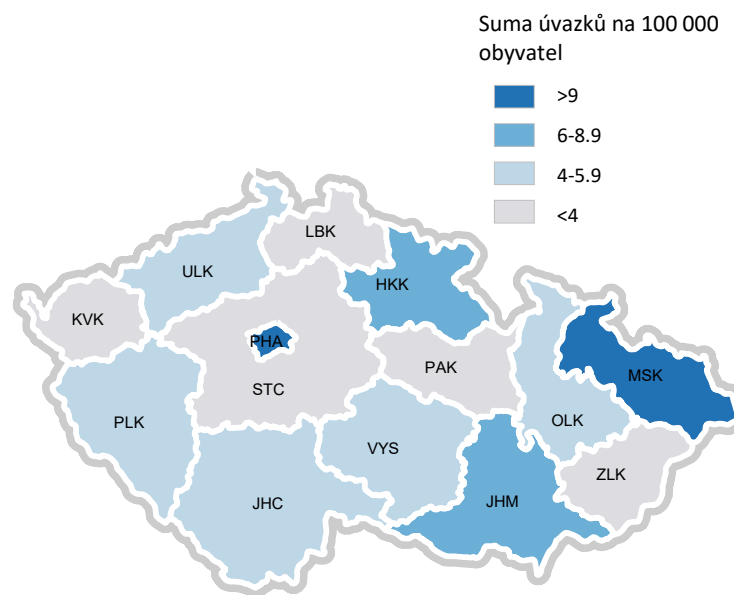 Suma úvazků na 100 000
obyvatel
>9
6-8.9
4-5.9
<4
LBK
ULK
HKK
KVK
PHA
PAK
MSK
STC
PLK
OLK
VYS
ZLK
JHC
JHM